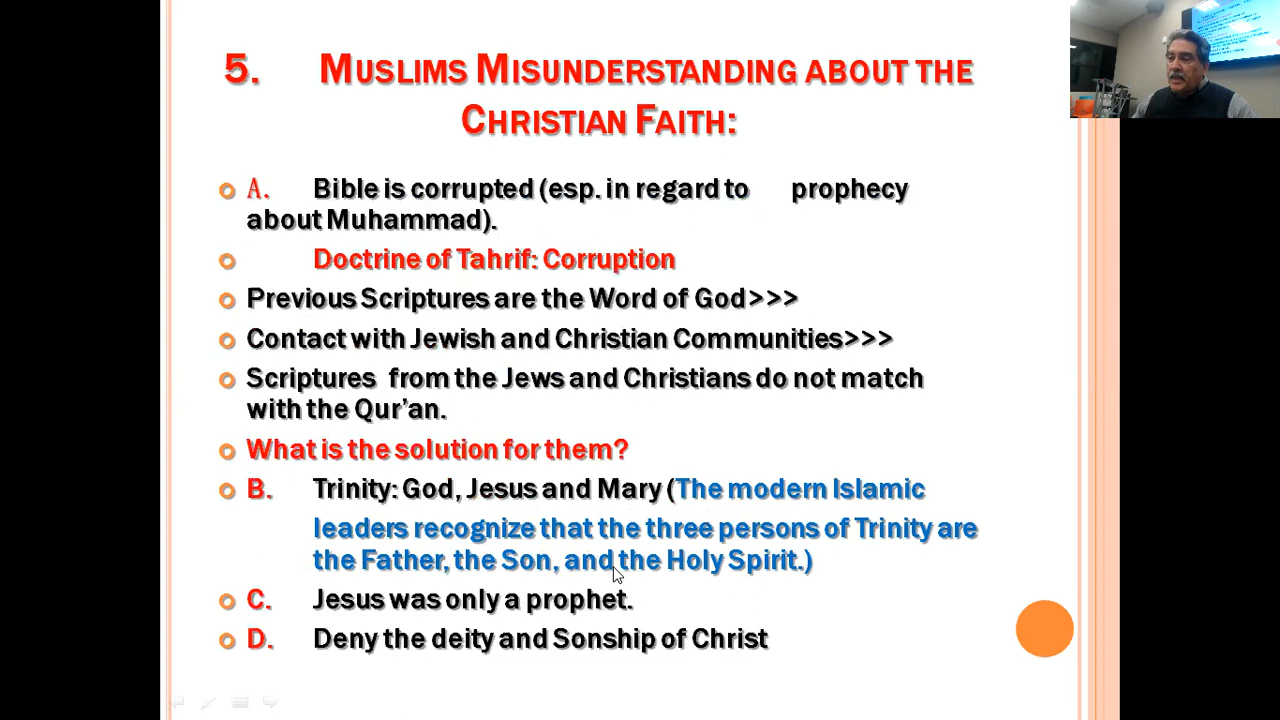 5. MUSLIMS MISUNDERSTANDING ABOUT THE
CHRISTIAN FAITH:
A. Bible is corrupted (esp. in regard to prophecy
about Muhammad).
Doctrine of Tahrif: Corruption
Previous Scriptures are the Word of God>>>
Contact with Jewish and Christian Communities>>>
Scriptures from the Jews and Christians do not match
with the Qur’an.
What is the solution for them?
B. Trinity: God, Jesus and Mary (The modern Islamic
leaders recognize that the three persons of Trinity are
the Father, the Son, and the Holy Spirit.)
C. Jesus was only a prophet.
D. Deny the deity and Sonship of Christ